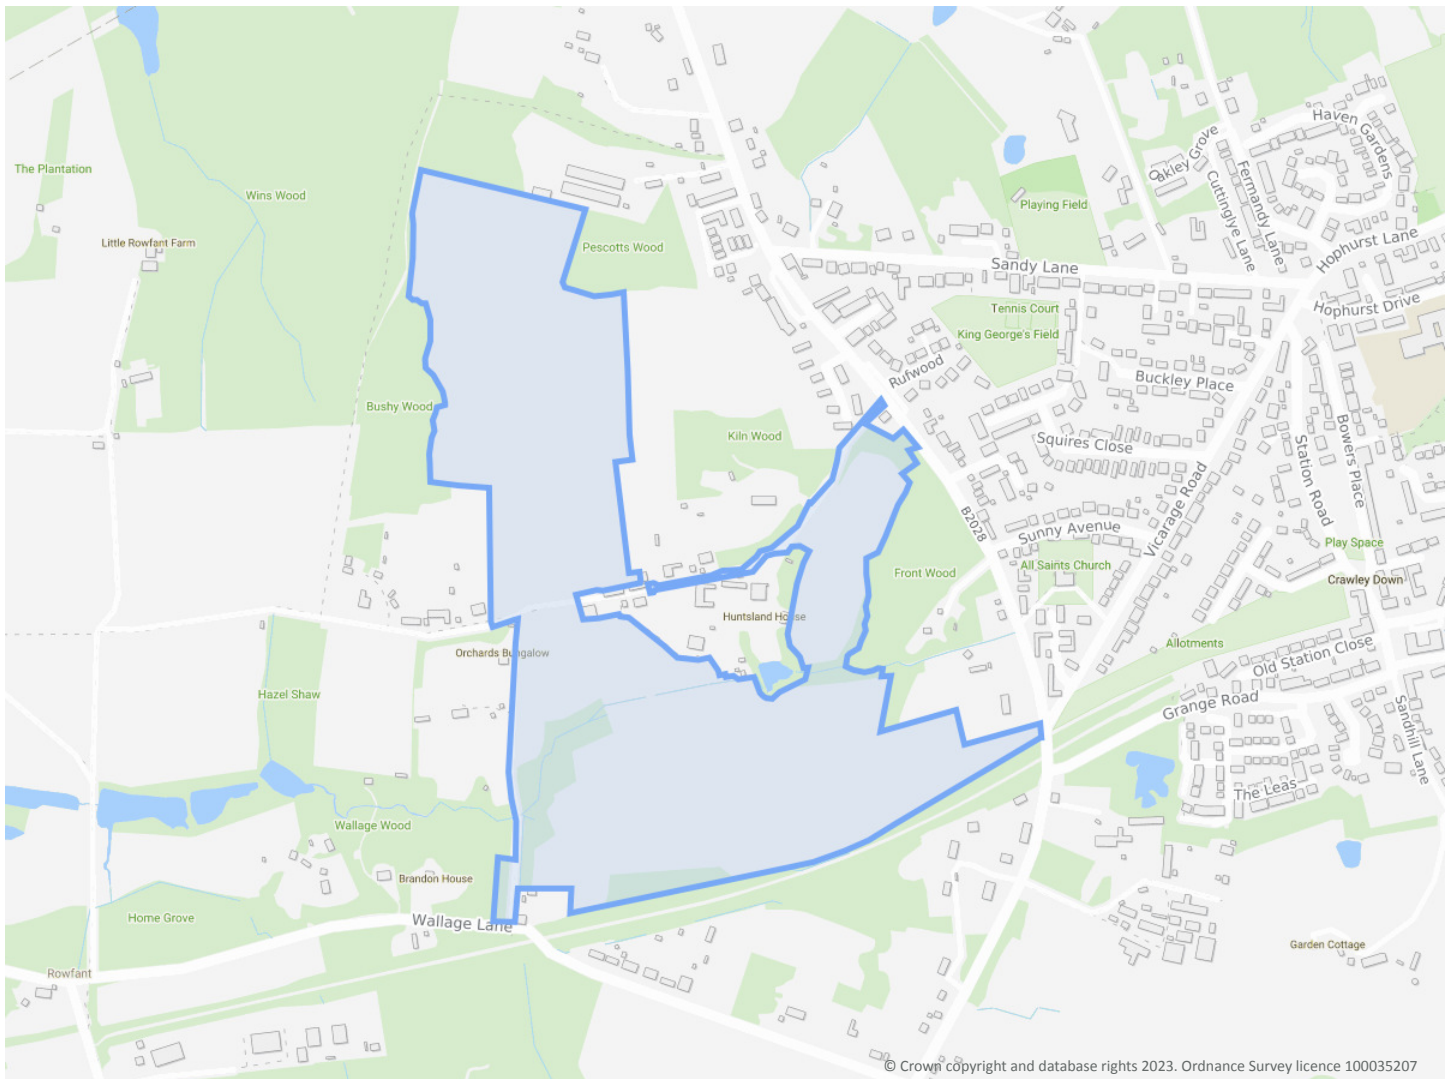 Haven Gardens
akley Grove
Fermandy Lane
Cuttinglye Lane
The Plantation
Wins Wood
Playing Field
Little Rowfant Farm
Pescotts Wood
Hophurst Lane
Sandy Lane
Hophurst Drive
Tennis Court
King George's Field
Rufwood
Buckley Place
Bushy Wood
Kiln Wood
Squires Close
Bowers Place
Station Road
Vicarage Road
B2028
Sunny Avenue
Play Space
All Saints Church
Front Wood
Crawley Down
Huntsland House
Allotments
Orchards Bungalow
Old Station Close
Hazel Shaw
Grange Road
Sandhill Lane
The Leas
Wallage Wood
Brandon House
Home Grove
Wallage Lane
Garden Cottage
Rowfant
© Crown copyright and database rights 2023. Ordnance Survey licence 100035207